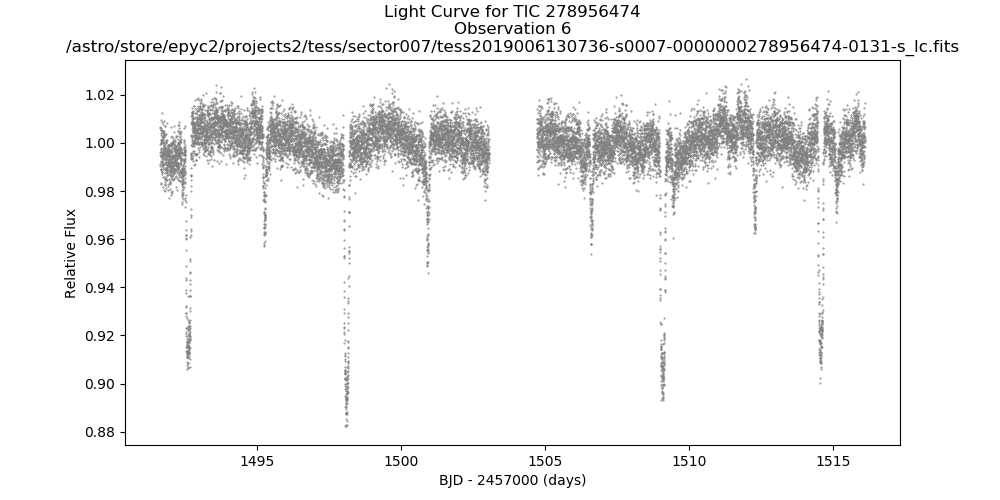 Light Curve for TIC 278956474
Observation 6
/astro/store/epyc2/projects2/tess/sector007/tess2019006130736-s0007-0000000278956474-0131-s_lc.fits
1.02
1.00
0.98
0.96
0.94
0.92
0.90
0.88
Relative Flux
1495 1500 1505 1510 1515
BJD - 2457000 (days)